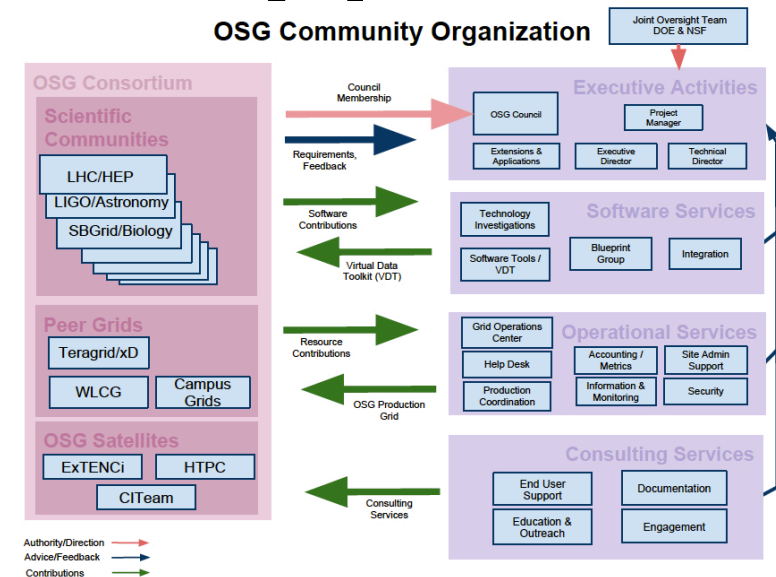 OSG Community Organization
Joint Oversight Team
DOE & NSF
OSG Consortium
Scientific
Communities
LHC/HEP
LIGO/Astronomy
SBGrid/Biology
Peer Grids
Teragrid/xD
WLCG
Campus
Grids
OSG Satellites
ExTENCi
HTPC
CITeam
Council
Membership
Requirements,
Feedback
Software
Contributions
Virtual Data
Toolkit (VDT)
Resource
Contributions
OSG Production
Grid
Consulting
Services
Executive Activities
OSG Council
Project
Manager
Extensions &
Applications
Executive
Director
Technical
Director
Software Services
Technology
Investigations
Software Tools /
VDT
Blueprint
Group
Integration
Operational Services
Grid Operations
Center
Help Desk
Production
Coordination
Accounting /
Metrics
Site Admin
Support
Information &
Monitoring
Security
Consulting Services
End User
Support
Documentation
Education &
Outreach
Engagement
Authority/Direction
Advice/Feedback
Contributions